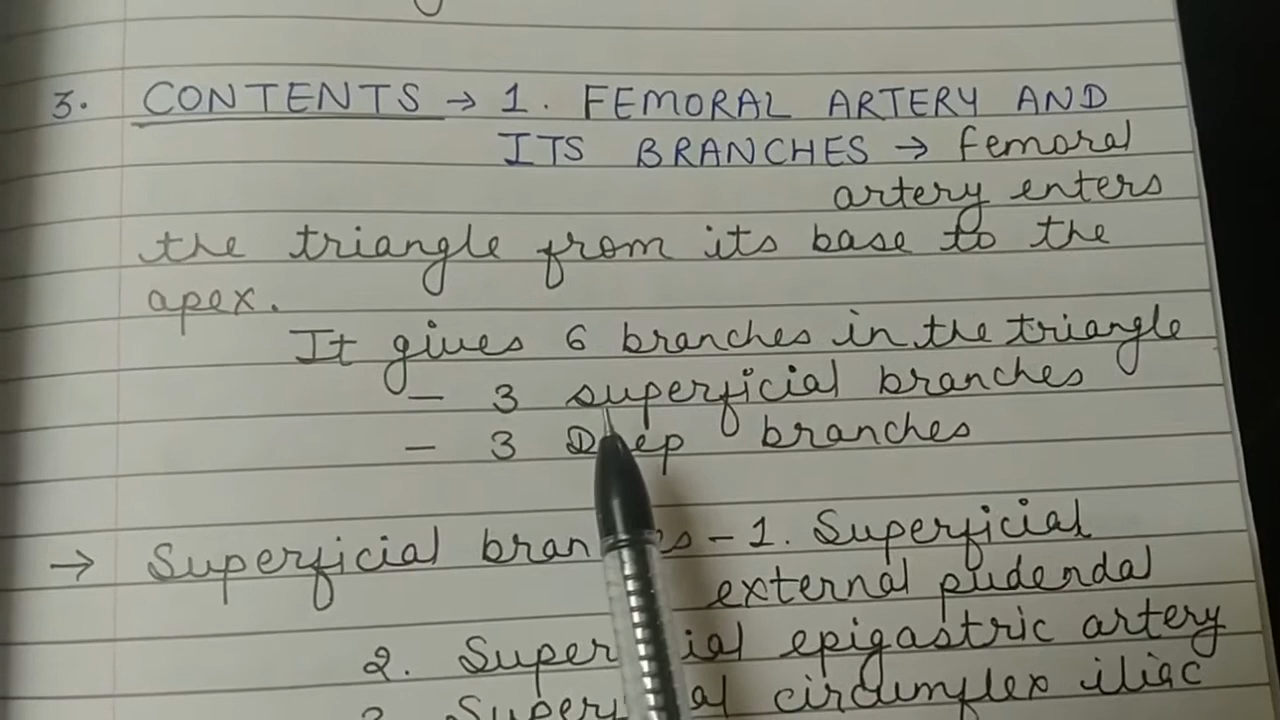 3. CONTENTS → 1. FEMORAL ARTERY AND
ITS BRANCHES → femoral
artery enters
the triangle from its base to the
apex.
It gives 6 branches in the triangle
- 3 superficial branches
- 3 Deep branches
→ Superficial - 1. Superficial
external pudendal
2. Superficial epigastric artery
circumflex iliac